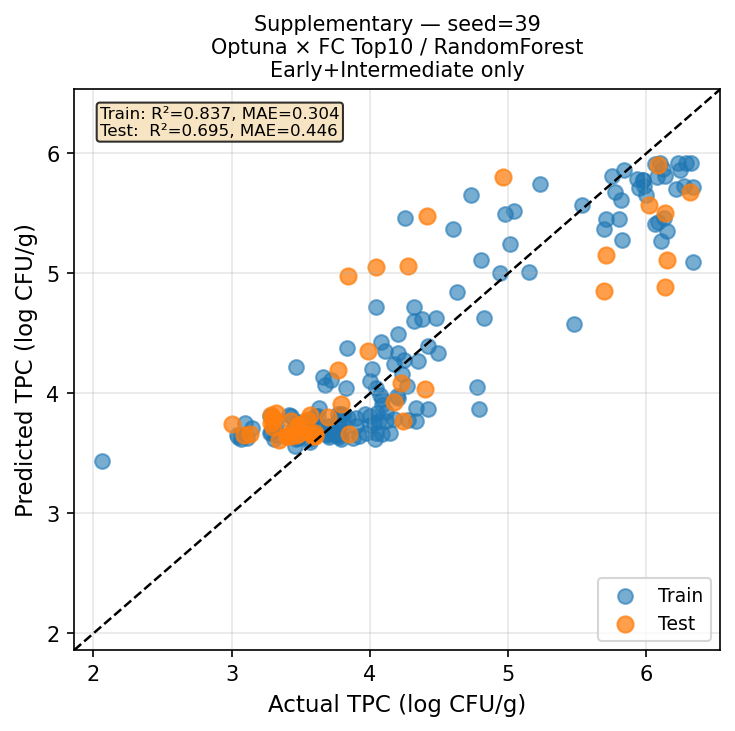 Supplementary — seed=39
Optuna × FC Top10 / RandomForest
Early+Intermediate only
Train: R²=0.837, MAE=0.304
Test:  R²=0.695, MAE=0.446
6
5
4
3
2
Predicted TPC (log CFU/g)
Train
Test
2 3 4 5 6
Actual TPC (log CFU/g)